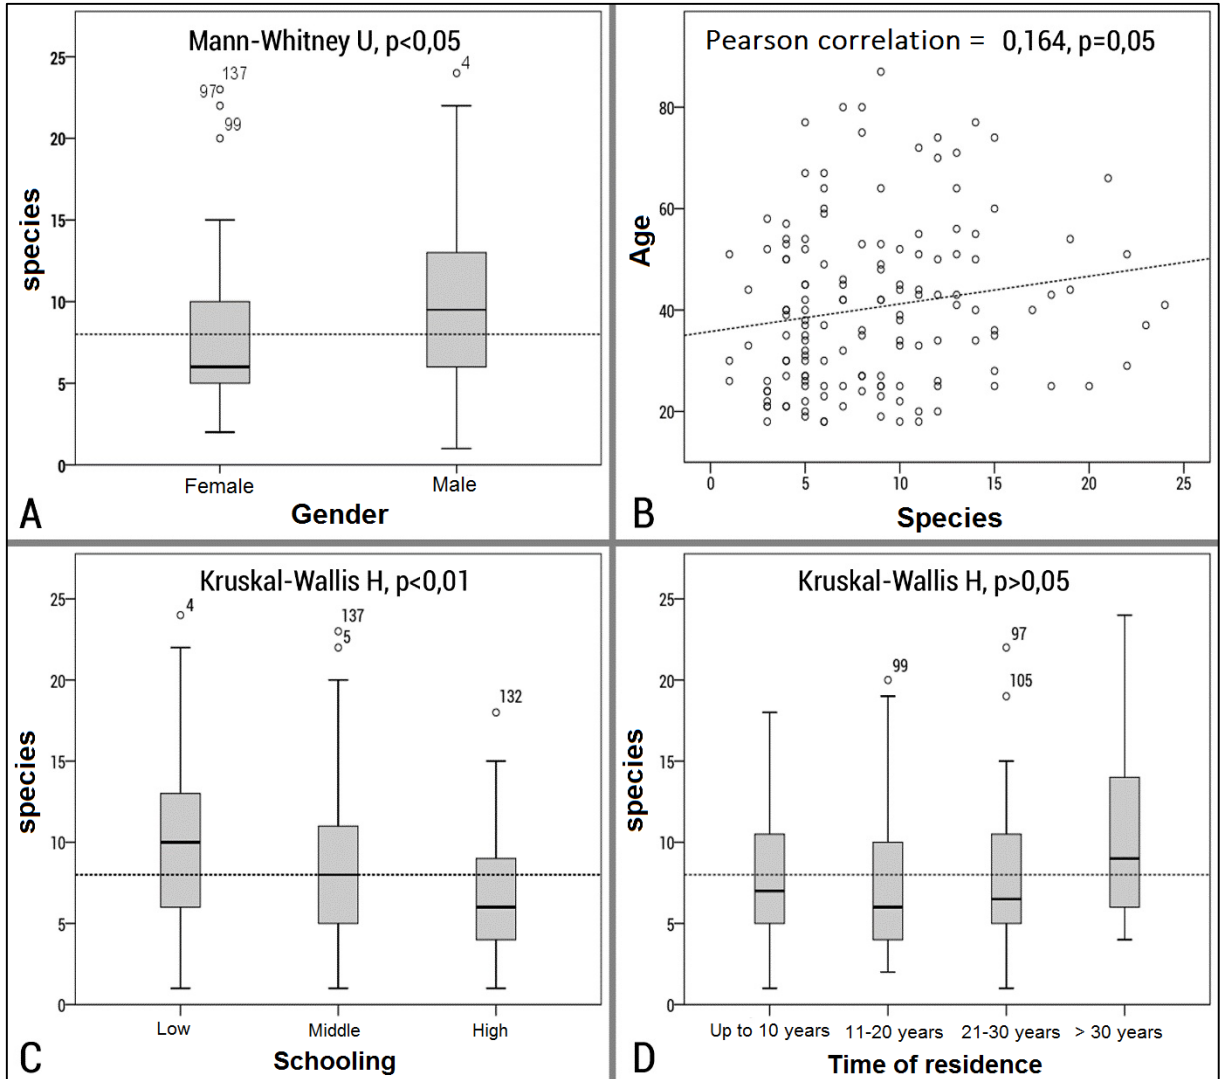 Mann-Whitney U, p<0,05
25
20
15
10
5
0
species
137
97
99
4
Female Male
Gender
A
Pearson correlation = 0,164, p=0,05
80
60
40
20
Age
0 5 10 15 20 25
Species
B
Kruskal-Wallis H, p<0,01
25
20
15
10
5
0
species
4
137
5
132
Low Middle High
Schooling
C
Kruskal-Wallis H, p>0,05
25
20
15
10
5
0
species
99
97
105
Up to 10 years 11-20 years 21-30 years > 30 years
Time of residence
D